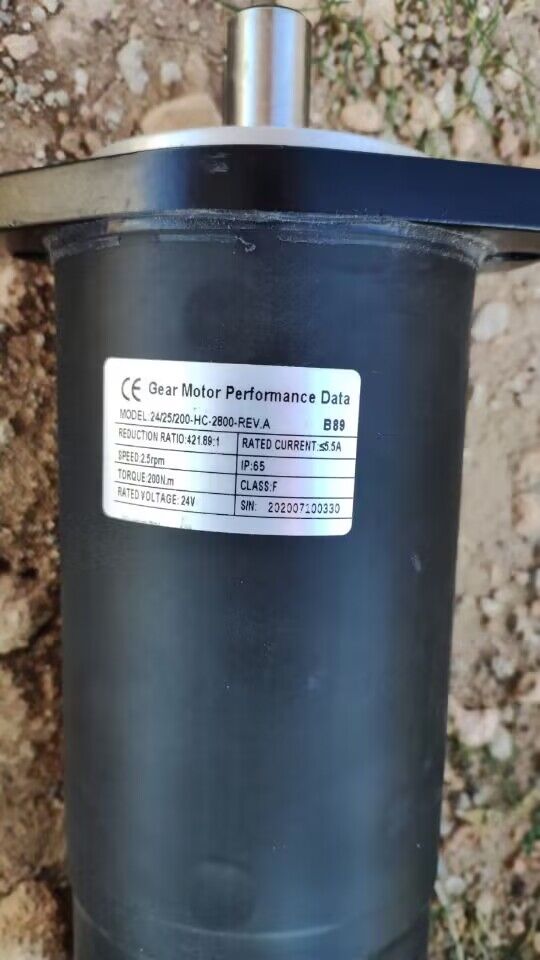 CE Gear Motor Performance Data
MODEL:24/25/200-HC-2800-REV.A B89
REDUCTION RATIO:421.89:1 RATED CURRENT:≤5.5A
SPEED:2.5rpm IP:65
TORQUE:200N.m CLASS:F
RATED VOLTAGE: 24V S/N: 202007100330